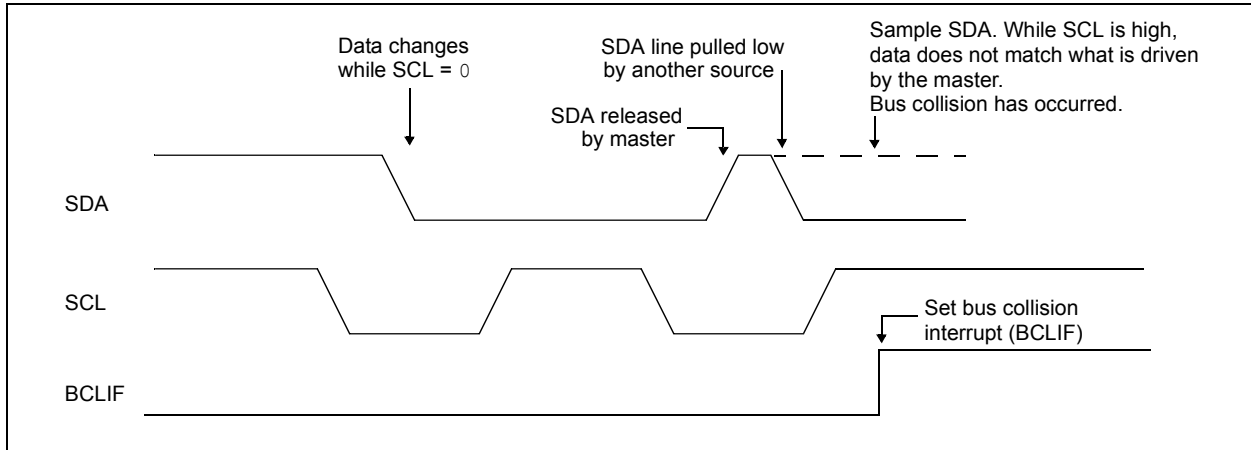 Data changes
while SCL = 0
SDA line pulled low
by another source
Sample SDA. While SCL is high,
data does not match what is driven
by the master.
Bus collision has occurred.
SDA released
by master
SDA
SCL
Set bus collision
interrupt (BCLIF)
BCLIF